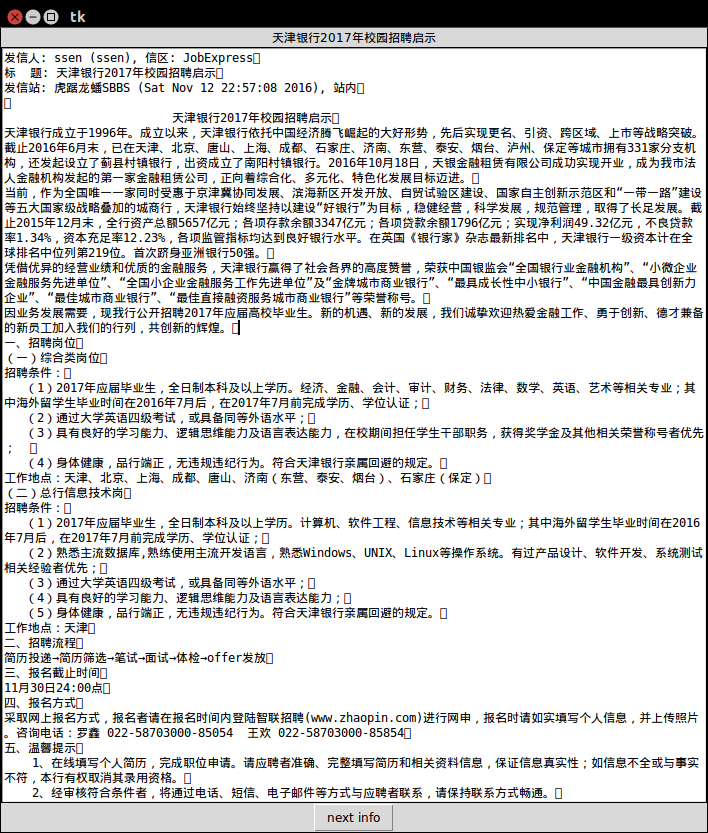 tk
天津银行2017年校园招聘启示
发信人: ssen (ssen), 信区: JobExpress
标  题: 天津银行2017年校园招聘启示
发信站: 虎踞龙蟠SBBS (Sat Nov 12 22:57:08 2016), 站内
天津银行2017年校园招聘启示
天津银行成立于1996年。成立以来，天津银行依托中国经济腾飞崛起的大好形势，先后实现更名、引资、跨区域、上市等战略突破。
截止2016年6月末，已在天津、北京、唐山、上海、成都、石家庄、济南、东营、泰安、烟台、泸州、保定等城市拥有331家分支机
构，还发起设立了蓟县村镇银行，出资成立了南阳村镇银行。2016年10月18日，天银金融租赁有限公司成功实现开业，成为我市法
人金融机构发起的第一家金融租赁公司，正向着综合化、多元化、特色化发展目标迈进。
当前，作为全国唯一一家同时受惠于京津冀协同发展、滨海新区开发开放、自贸试验区建设、国家自主创新示范区和“一带一路”建设
等五大国家级战略叠加的城商行，天津银行始终坚持以建设“好银行”为目标，稳健经营，科学发展，规范管理，取得了长足发展。截
止2015年12月末，全行资产总额5657亿元；各项存款余额3347亿元；各项贷款余额1796亿元；实现净利润49.32亿元，不良贷款
率1.34%，资本充足率12.23%，各项监管指标均达到良好银行水平。在英国《银行家》杂志最新排名中，天津银行一级资本计在全
球排名中位列第219位。首次跻身亚洲银行50强。
凭借优异的经营业绩和优质的金融服务，天津银行赢得了社会各界的高度赞誉，荣获中国银监会“全国银行业金融机构”、“小微企业
金融服务先进单位”、“全国小企业金融服务工作先进单位”及“金牌城市商业银行”、“最具成长性中小银行”、“中国金融最具创新力
企业”、“最佳城市商业银行”、“最佳直接融资服务城市商业银行”等荣誉称号。
因业务发展需要，现我行公开招聘2017年应届高校毕业生。新的机遇、新的发展，我们诚挚欢迎热爱金融工作、勇于创新、德才兼备
的新员工加入我们的行列，共创新的辉煌。
一、招聘岗位
（一）综合类岗位
招聘条件：
（1）2017年应届毕业生，全日制本科及以上学历。经济、金融、会计、审计、财务、法律、数学、英语、艺术等相关专业；其
中海外留学生毕业时间在2016年7月后，在2017年7月前完成学历、学位认证；
（2）通过大学英语四级考试，或具备同等外语水平；
（3）具有良好的学习能力、逻辑思维能力及语言表达能力，在校期间担任学生干部职务，获得奖学金及其他相关荣誉称号者优先
；
（4）身体健康，品行端正，无违规违纪行为。符合天津银行亲属回避的规定。
工作地点：天津、北京、上海、成都、唐山、济南（东营、泰安、烟台）、石家庄（保定）
（二）总行信息技术岗
招聘条件：
（1）2017年应届毕业生，全日制本科及以上学历。计算机、软件工程、信息技术等相关专业；其中海外留学生毕业时间在2016
年7月后，在2017年7月前完成学历、学位认证；
（2）熟悉主流数据库,熟练使用主流开发语言，熟悉Windows、UNIX、Linux等操作系统。有过产品设计、软件开发、系统测试
相关经验者优先；
（3）通过大学英语四级考试，或具备同等外语水平；
（4）具有良好的学习能力、逻辑思维能力及语言表达能力；
（5）身体健康，品行端正，无违规违纪行为。符合天津银行亲属回避的规定。
工作地点：天津
二、招聘流程
简历投递→简历筛选→笔试→面试→体检→offer发放
三、报名截止时间
11月30日24:00点
四、报名方式
采取网上报名方式，报名者请在报名时间内登陆智联招聘(www.zhaopin.com)进行网申，报名时请如实填写个人信息，并上传照片
。咨询电话：罗鑫 022-58703000-85054  王欢 022-58703000-85854
五、温馨提示
1、在线填写个人简历，完成职位申请。请应聘者准确、完整填写简历和相关资料信息，保证信息真实性；如信息不全或与事实
不符，本行有权取消其录用资格。
2、经审核符合条件者，将通过电话、短信、电子邮件等方式与应聘者联系，请保持联系方式畅通。
next info